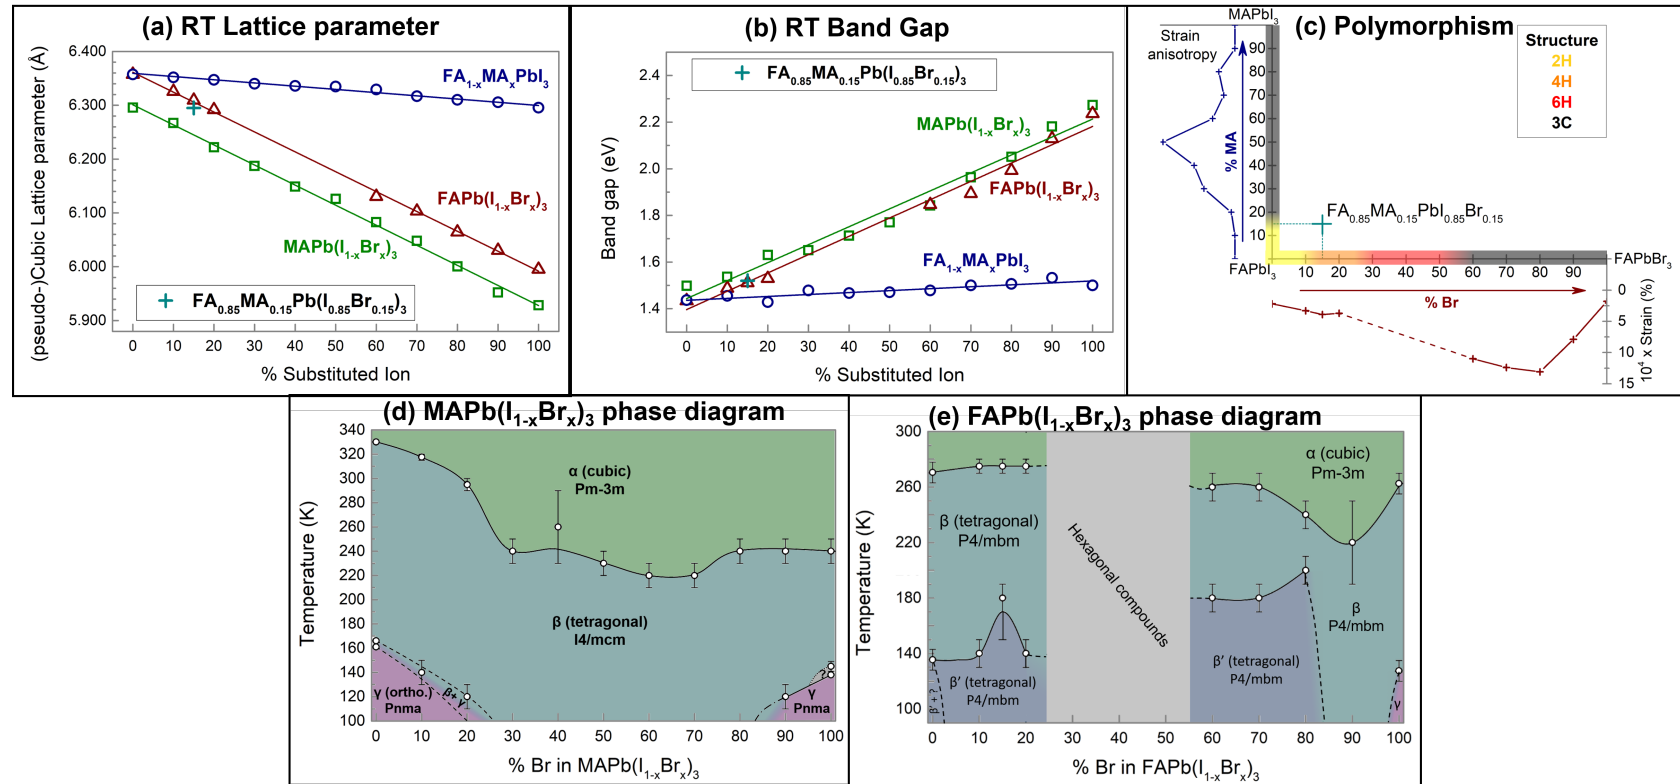 (a) RT Lattice parameter
(pseudo-)Cubic Lattice parameter (Å)
6.400
6.300
6.200
6.100
6.000
5.900
FA1-xMAxPbI3
FAPb(I1-xBrx)3
MAPb(I1-xBrx)3
FA0.85MA0.15Pb(I0.85Br0.15)3
0 10 20 30 40 50 60 70 80 90 100
% Substituted Ion
(b) RT Band Gap
Band gap (eV)
2.4
2.2
2.0
1.8
1.6
1.4
FA0.85MA0.15Pb(I0.85Br0.15)3
MAPb(I1-xBrx)3
FAPb(I1-xBrx)3
FA1-xMAxPbI3
0 10 20 30 40 50 60 70 80 90 100
% Substituted Ion
(c) Polymorphism
MAPbI3
Strain
anisotropy
90
80
70
60
50
40
30
20
10
% MA
Structure
2H
4H
6H
3C
FA0.85MA0.15PbI0.85Br0.15
FAPbI3
10 20 30 40 50 60 70 80 90
FAPbBr3
% Br
0
5
10
15
10⁴ x Strain (%)
(d) MAPb(I1-xBrx)3 phase diagram
Temperature (K)
340
320
300
280
260
240
220
200
180
160
140
120
100
α (cubic)
Pm-3m
β (tetragonal)
I4/mcm
γ (ortho.)
Pnma
β+γ
?
γ
Pnma
0 10 20 30 40 50 60 70 80 90 100
% Br in MAPb(I1-xBrx)3
(e) FAPb(I1-xBrx)3 phase diagram
Temperature (K)
300
260
220
180
140
100
α (cubic)
Pm-3m
β (tetragonal)
P4/mbm
Hexagonal compounds
β
P4/mbm
β' (tetragonal)
P4/mbm
β' (tetragonal)
P4/mbm
γ
0 10 20 30 40 50 60 70 80 90 100
% Br in FAPb(I1-xBrx)3